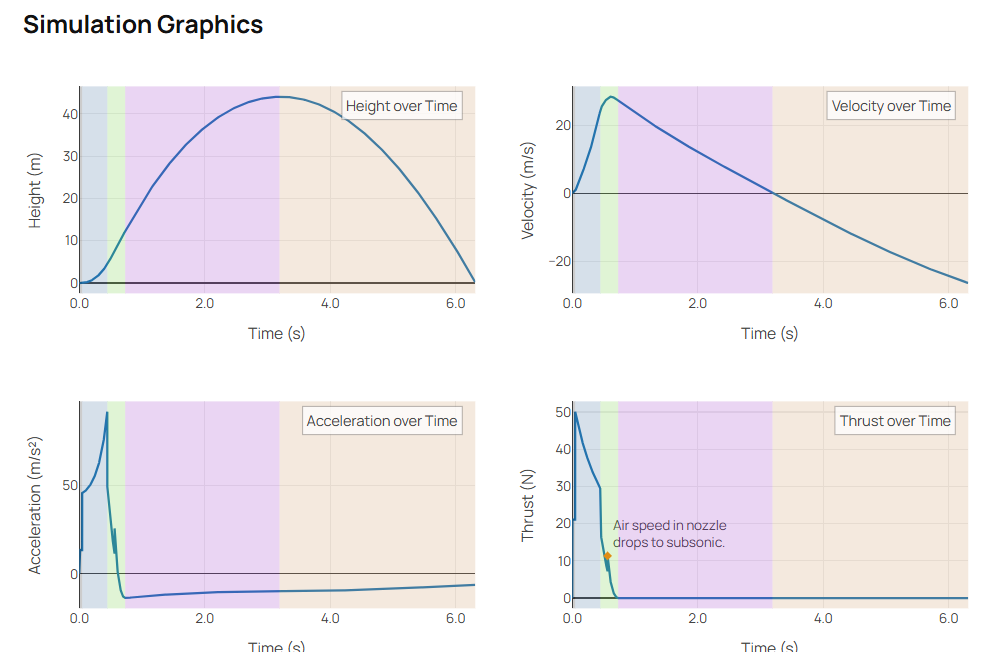 Simulation Graphics
Height over Time
Height (m)
40
30
20
10
0
0.0 2.0 4.0 6.0
Time (s)
Velocity over Time
Velocity (m/s)
20
0
−20
0.0 2.0 4.0 6.0
Time (s)
Acceleration over Time
Acceleration (m/s²)
50
0
0.0 2.0 4.0 6.0
Time (s)
Thrust over Time
Thrust (N)
50
40
30
20
10
0
Air speed in nozzle
drops to subsonic.
0.0 2.0 4.0 6.0
Time (s)